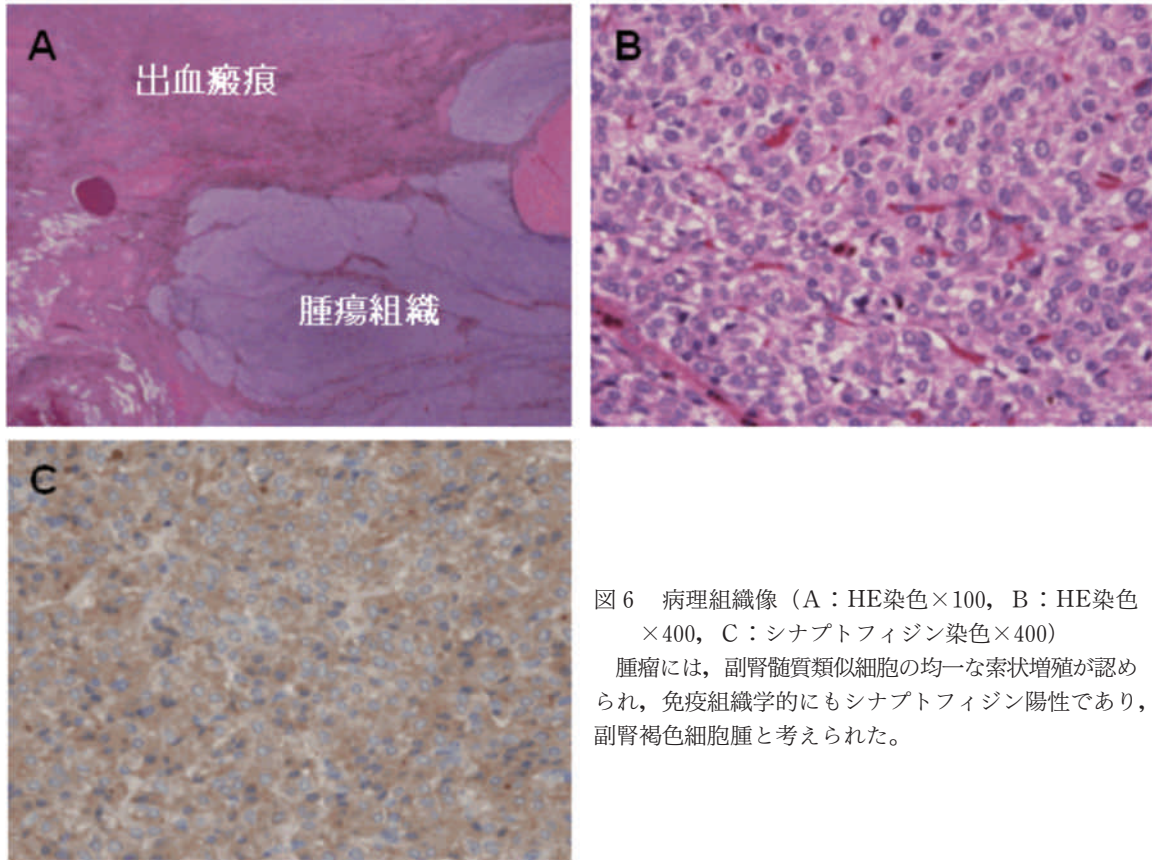 A
出血瘢痕
腫瘍組織
B
C
図6 病理組織像（A：HE染色×100，B：HE染色
×400，C：シナプトフィジン染色×400）
腫瘤には，副腎髄質類似細胞の均一な索状増殖が認め
られ，免疫組織学的にもシナプトフィジン陽性であり，
副腎褐色細胞腫と考えられた。